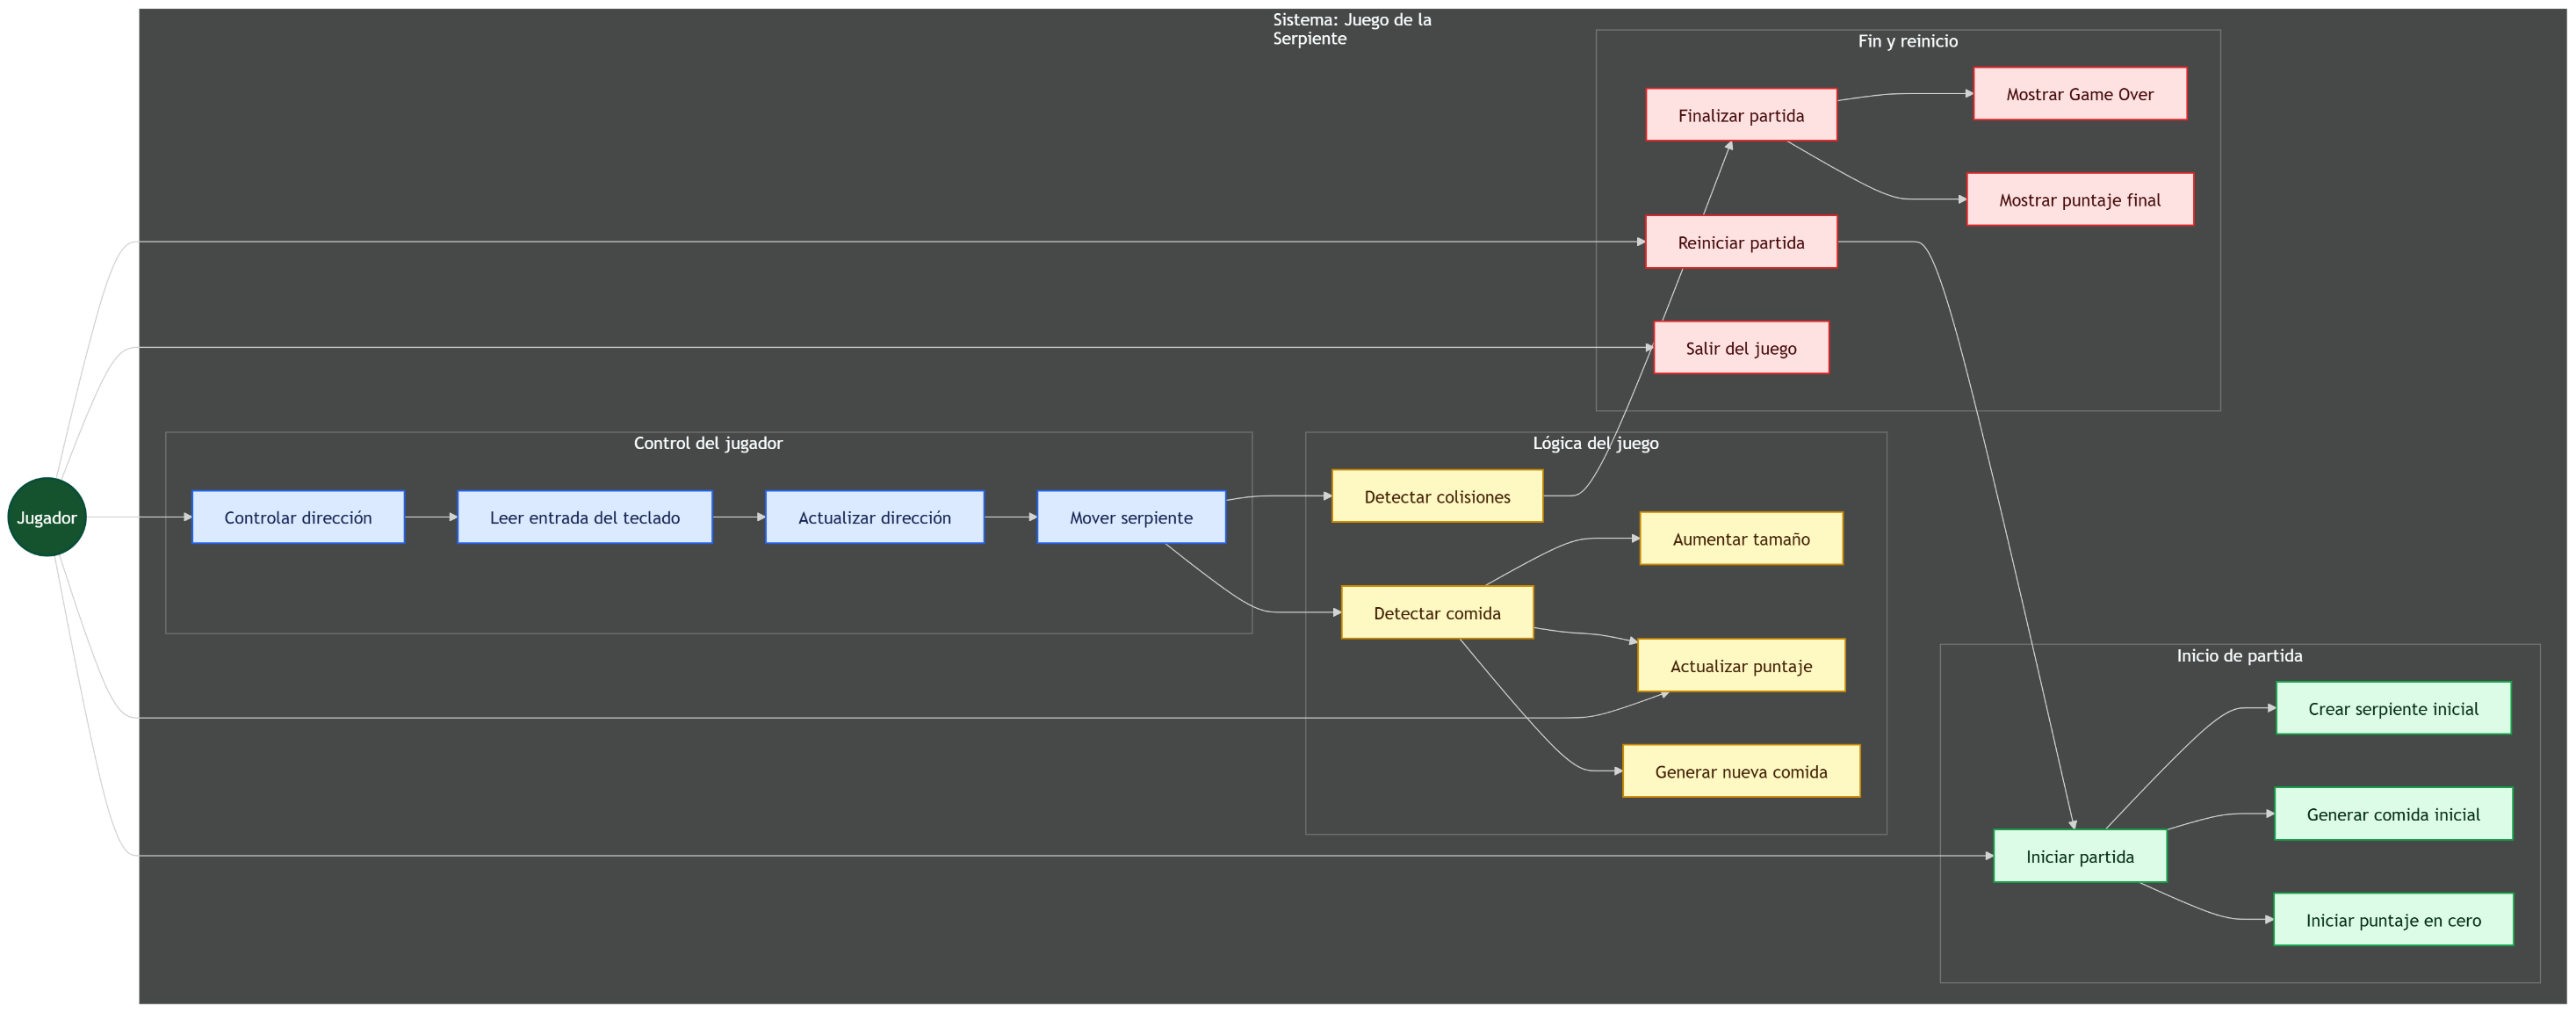 Sistema: Juego de la
Serpiente
Fin y reinicio
Finalizar partida
Mostrar Game Over
Mostrar puntaje final
Reiniciar partida
Salir del juego
Jugador
Control del jugador
Controlar dirección
Leer entrada del teclado
Actualizar dirección
Mover serpiente
Lógica del juego
Detectar colisiones
Aumentar tamaño
Detectar comida
Actualizar puntaje
Generar nueva comida
Inicio de partida
Iniciar partida
Crear serpiente inicial
Generar comida inicial
Iniciar puntaje en cero